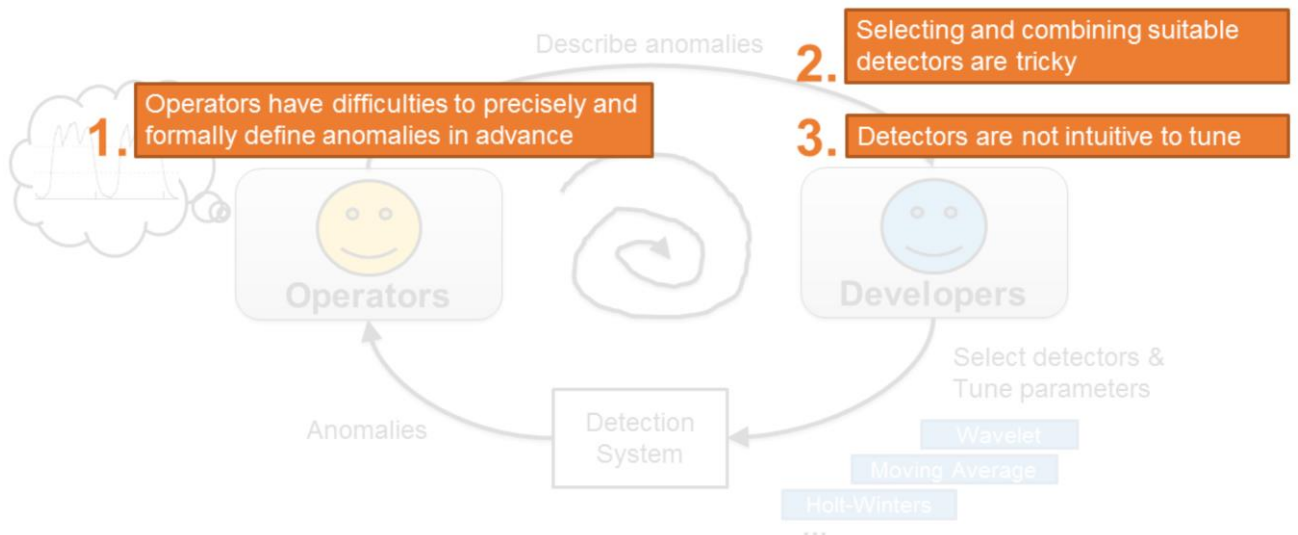 Describe anomalies
2.
Selecting and combining suitable
detectors are tricky
1.
Operators have difficulties to precisely and
formally define anomalies in advance
3.
Detectors are not intuitive to tune
Operators
Developers
Select detectors &
Tune parameters
Anomalies
Detection
System
Wavelet
Moving Average
Holt-Winters
...